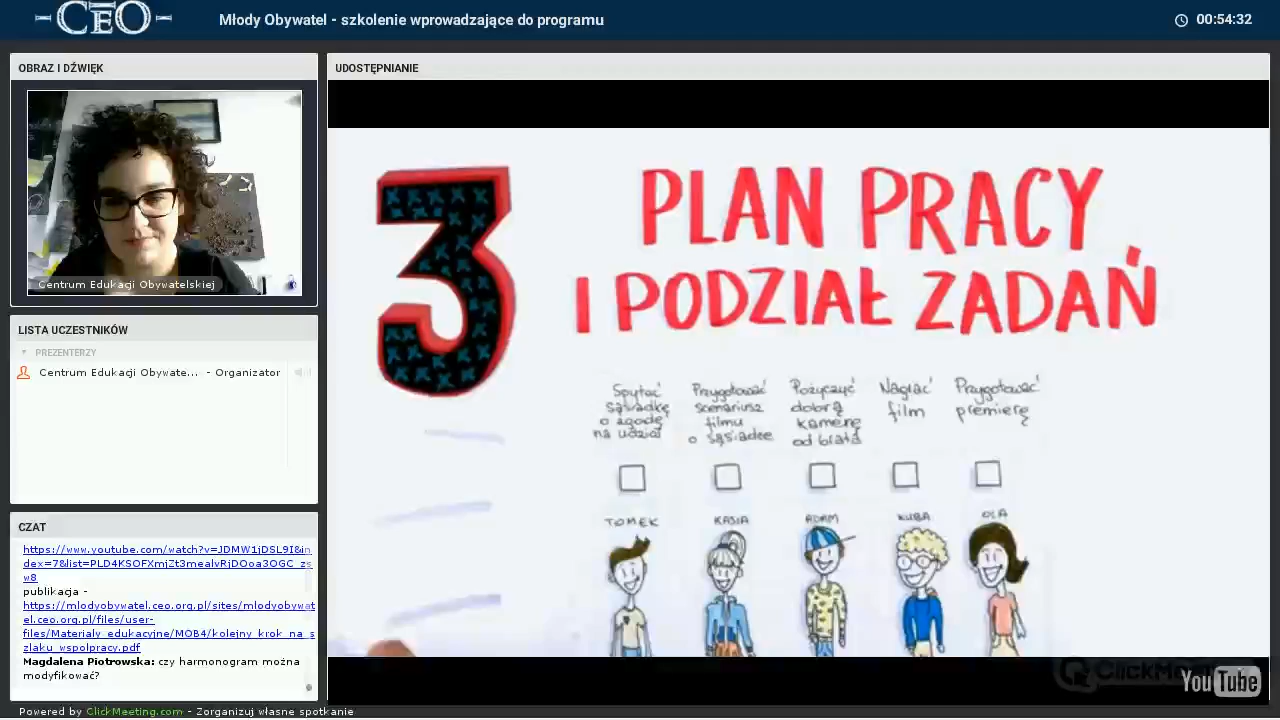 CEO
Młody Obywatel - szkolenie wprowadzające do programu
00:54:32
OBRAZ I DŹWIĘK
Centrum Edukacji Obywatelskiej
LISTA UCZESTNIKÓW
PREZENTERZY
Centrum Edukacji Obywate... - Organizator
CZAT
https://www.youtube.com/watch?v=JDMW1jDSL9I&in
dex=7&list=PLD4KSOFXmjZt3mealvRjDOoa3OGC_zs
w8
publikacja -
https://mlodyobywatel.ceo.org.pl/sites/mlodyobywat
el.ceo.org.pl/files/user-
files/Materialy_edukacyjne/MOB4/kolejny_krok_na_s
zlaku_wspolpracy.pdf
Magdalena Piotrowska: czy harmonogram można
modyfikować?
UDOSTĘPNIANIE
3
PLAN PRACY
I PODZIAŁ ZADAŃ
Spytać
sąsiadkę
o zgodę
na udział
Przygotować
scenariusz
filmu
o sąsiadce
Pożyczyć
dobrą
kamerę
od brata
Nagrać
film
Przygotować
premierę
TOMEK
KASIA
ADAM
KUBA
OLA
ClickMeeting
YouTube
Powered by ClickMeeting.com - Zorganizuj własne spotkanie